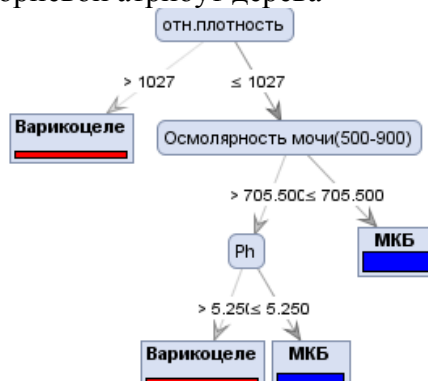 отн.плотность
> 1027 ≤ 1027
Варикоцеле
Осмолярность мочи(500-900)
> 705.500 ≤ 705.500
Ph
МКБ
> 5.25( ≤ 5.250
Варикоцеле МКБ